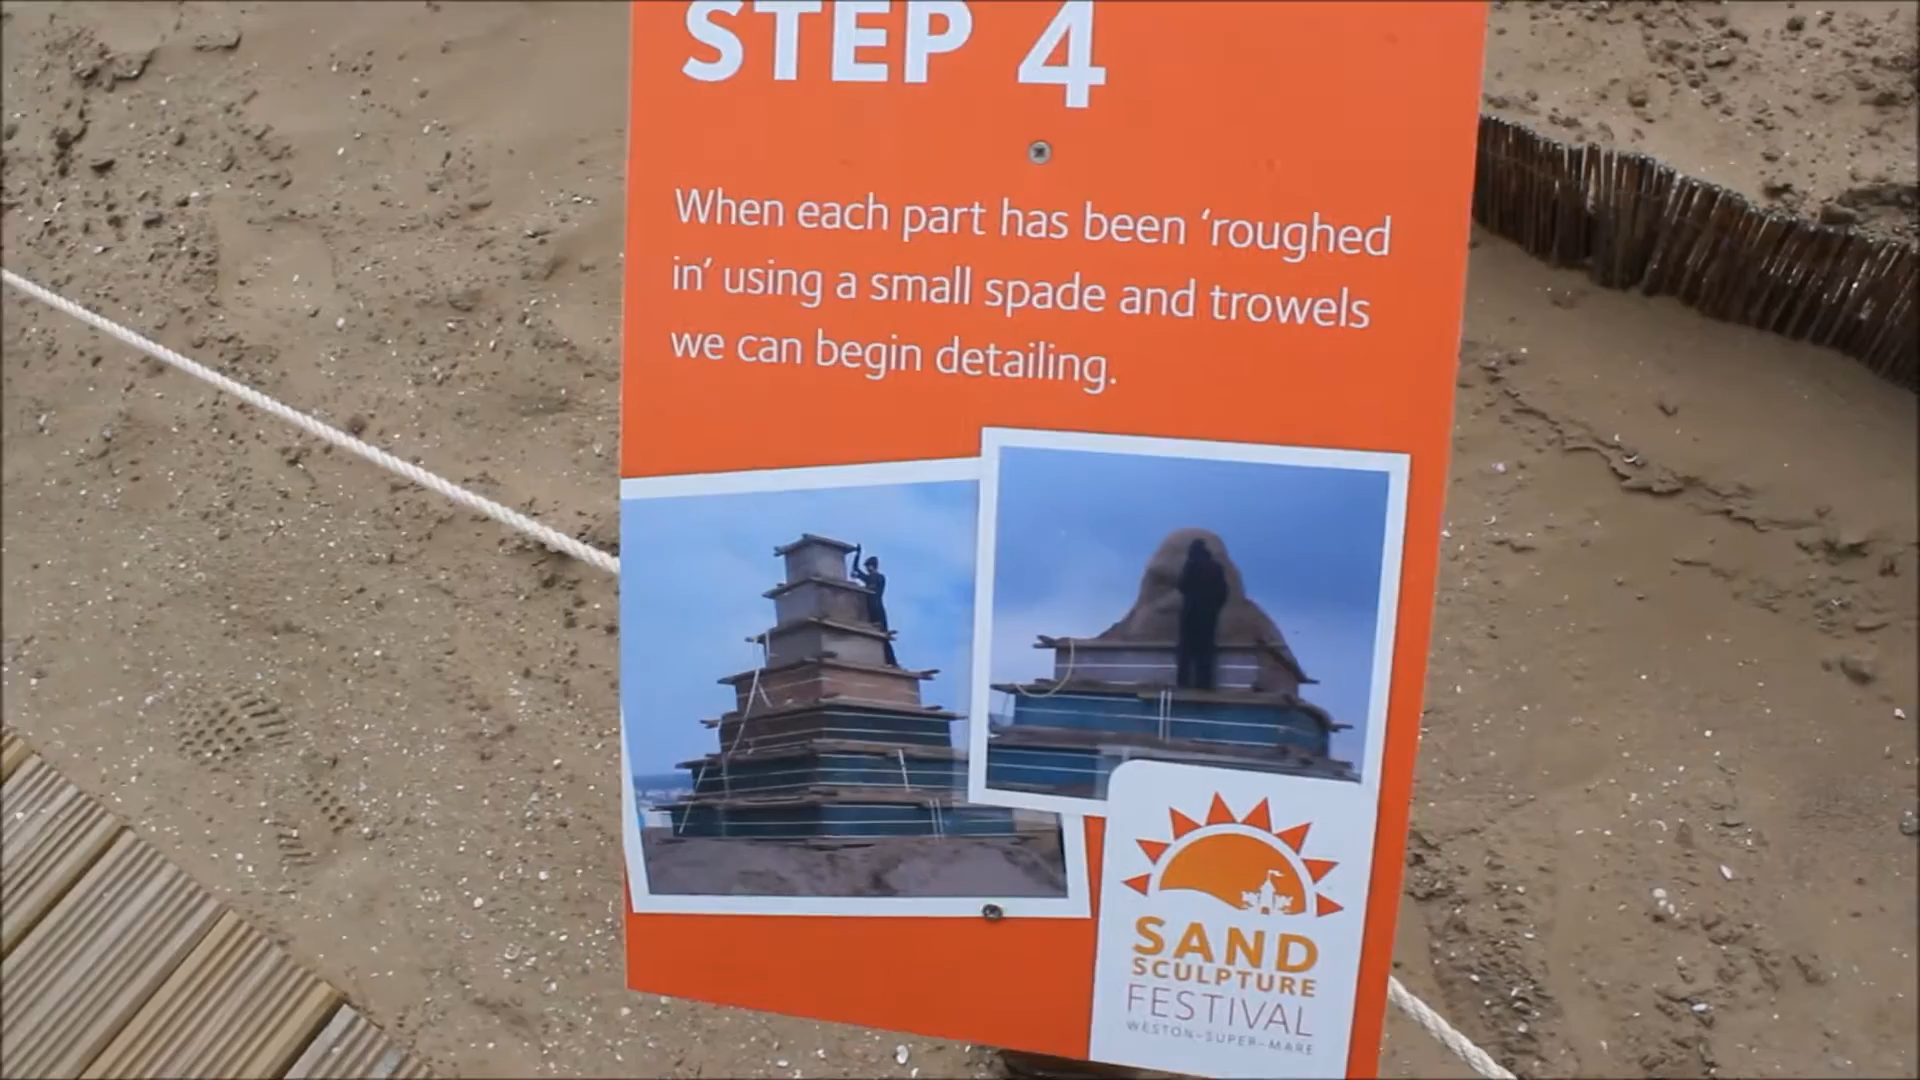 STEP 4
When each part has been ‘roughed
in’ using a small spade and trowels
we can begin detailing.
SAND
SCULPTURE
FESTIVAL
WESTON-SUPER-MARE